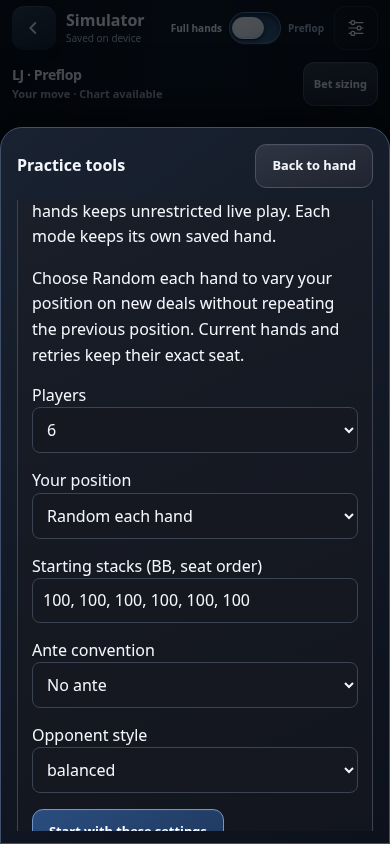 Simulator
Saved on device
Full hands
Preflop
LJ · Preflop
Your move · Chart available
Bet sizing
Practice tools
Back to hand
hands keeps unrestricted live play. Each
mode keeps its own saved hand.
Choose Random each hand to vary your
position on new deals without repeating
the previous position. Current hands and
retries keep their exact seat.
Players
6
Your position
Random each hand
Starting stacks (BB, seat order)
100, 100, 100, 100, 100, 100
Ante convention
No ante
Opponent style
balanced
Start with these settings